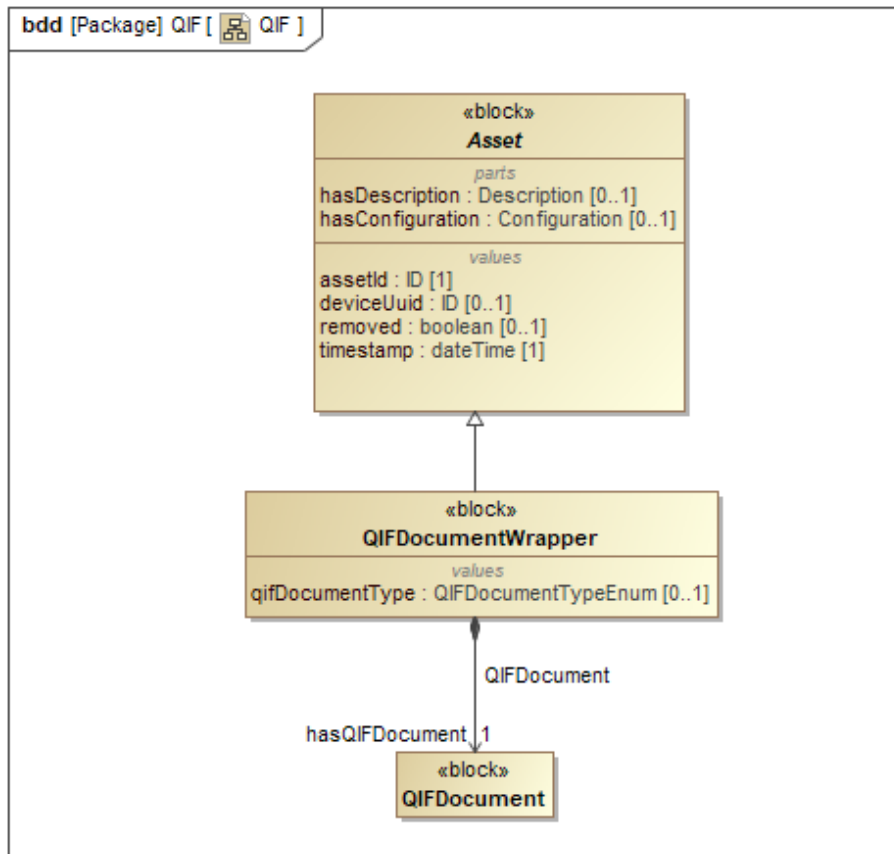 bdd [Package] QIF [ QIF ]
«block»
Asset
parts
hasDescription : Description [0..1]
hasConfiguration : Configuration [0..1]
values
assetId : ID [1]
deviceUuid : ID [0..1]
removed : boolean [0..1]
timestamp : dateTime [1]
«block»
QIFDocumentWrapper
values
qifDocumentType : QIFDocumentTypeEnum [0..1]
QIFDocument
hasQIFDocument 1
«block»
QIFDocument